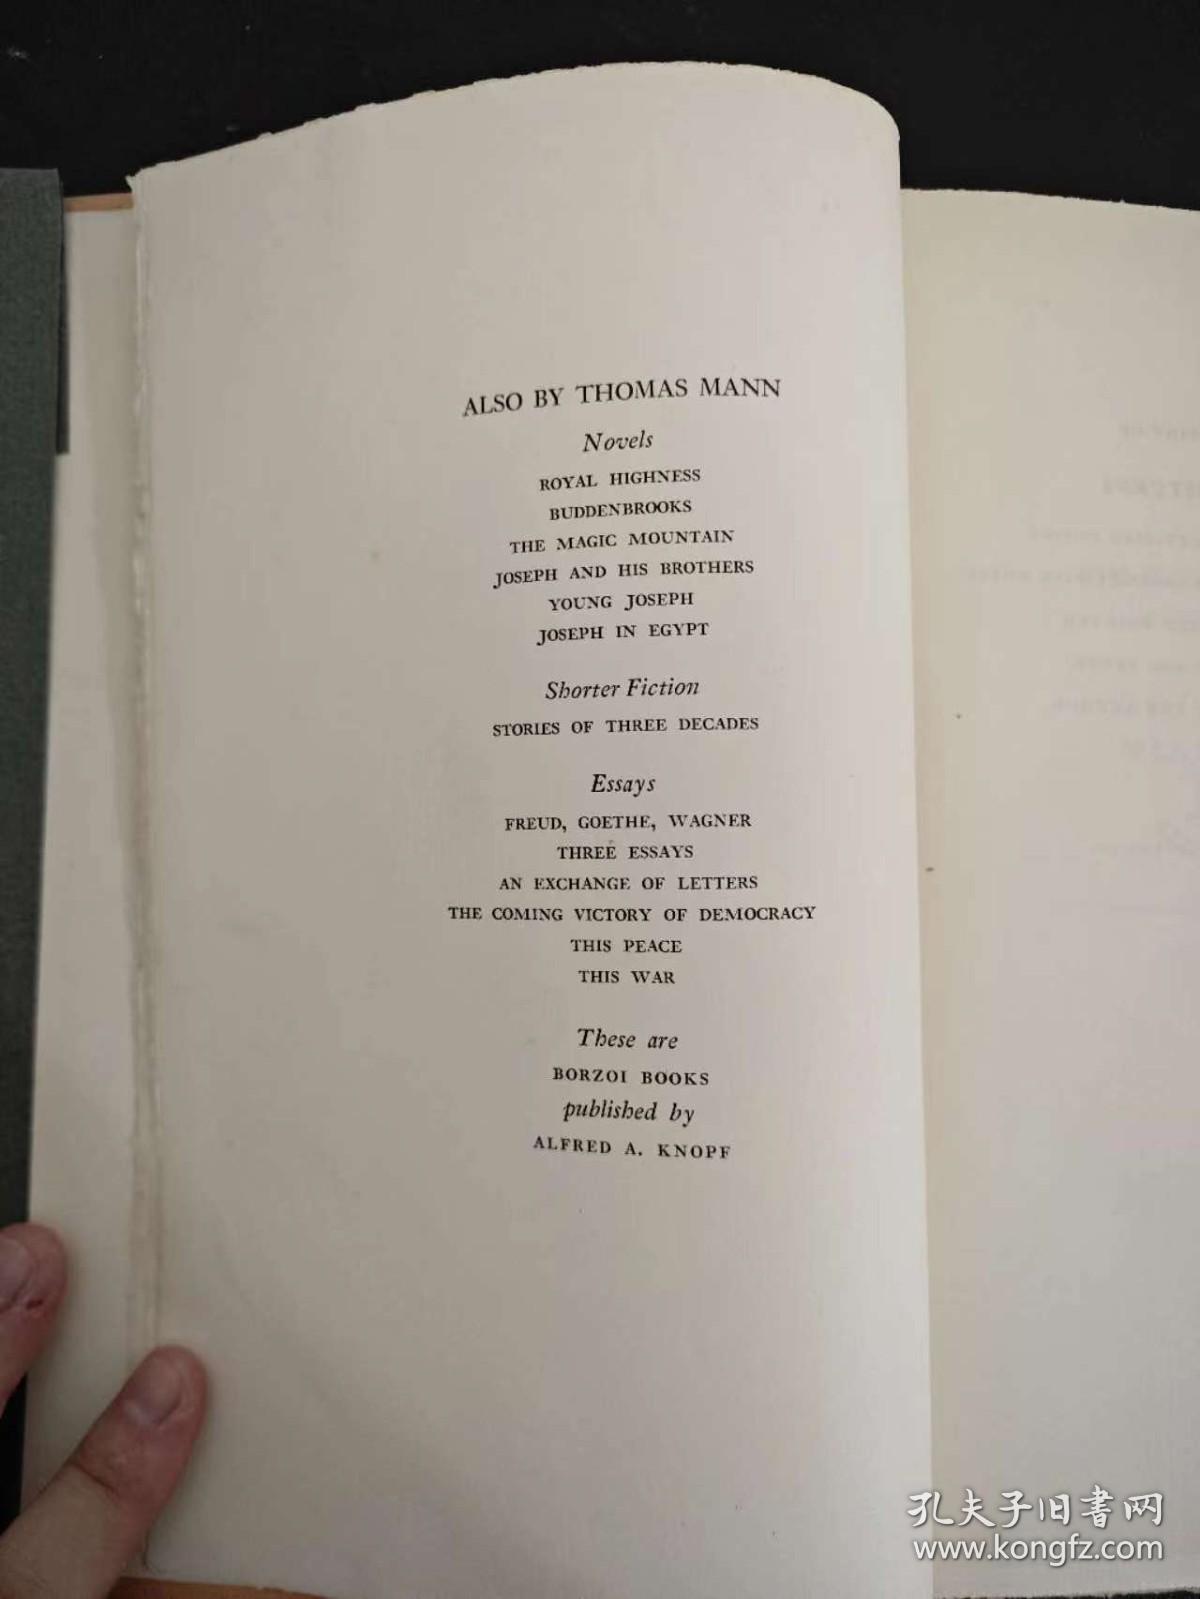 ALSO BY THOMAS MANN
Novels
ROYAL HIGHNESS
BUDDENBROOKS
THE MAGIC MOUNTAIN
JOSEPH AND HIS BROTHERS
YOUNG JOSEPH
JOSEPH IN EGYPT
Shorter Fiction
STORIES OF THREE DECADES
Essays
FREUD, GOETHE, WAGNER
THREE ESSAYS
AN EXCHANGE OF LETTERS
THE COMING VICTORY OF DEMOCRACY
THIS PEACE
THIS WAR
These are
BORZOI BOOKS
published by
ALFRED A. KNOPF
孔夫子旧书网
www.kongfz.com